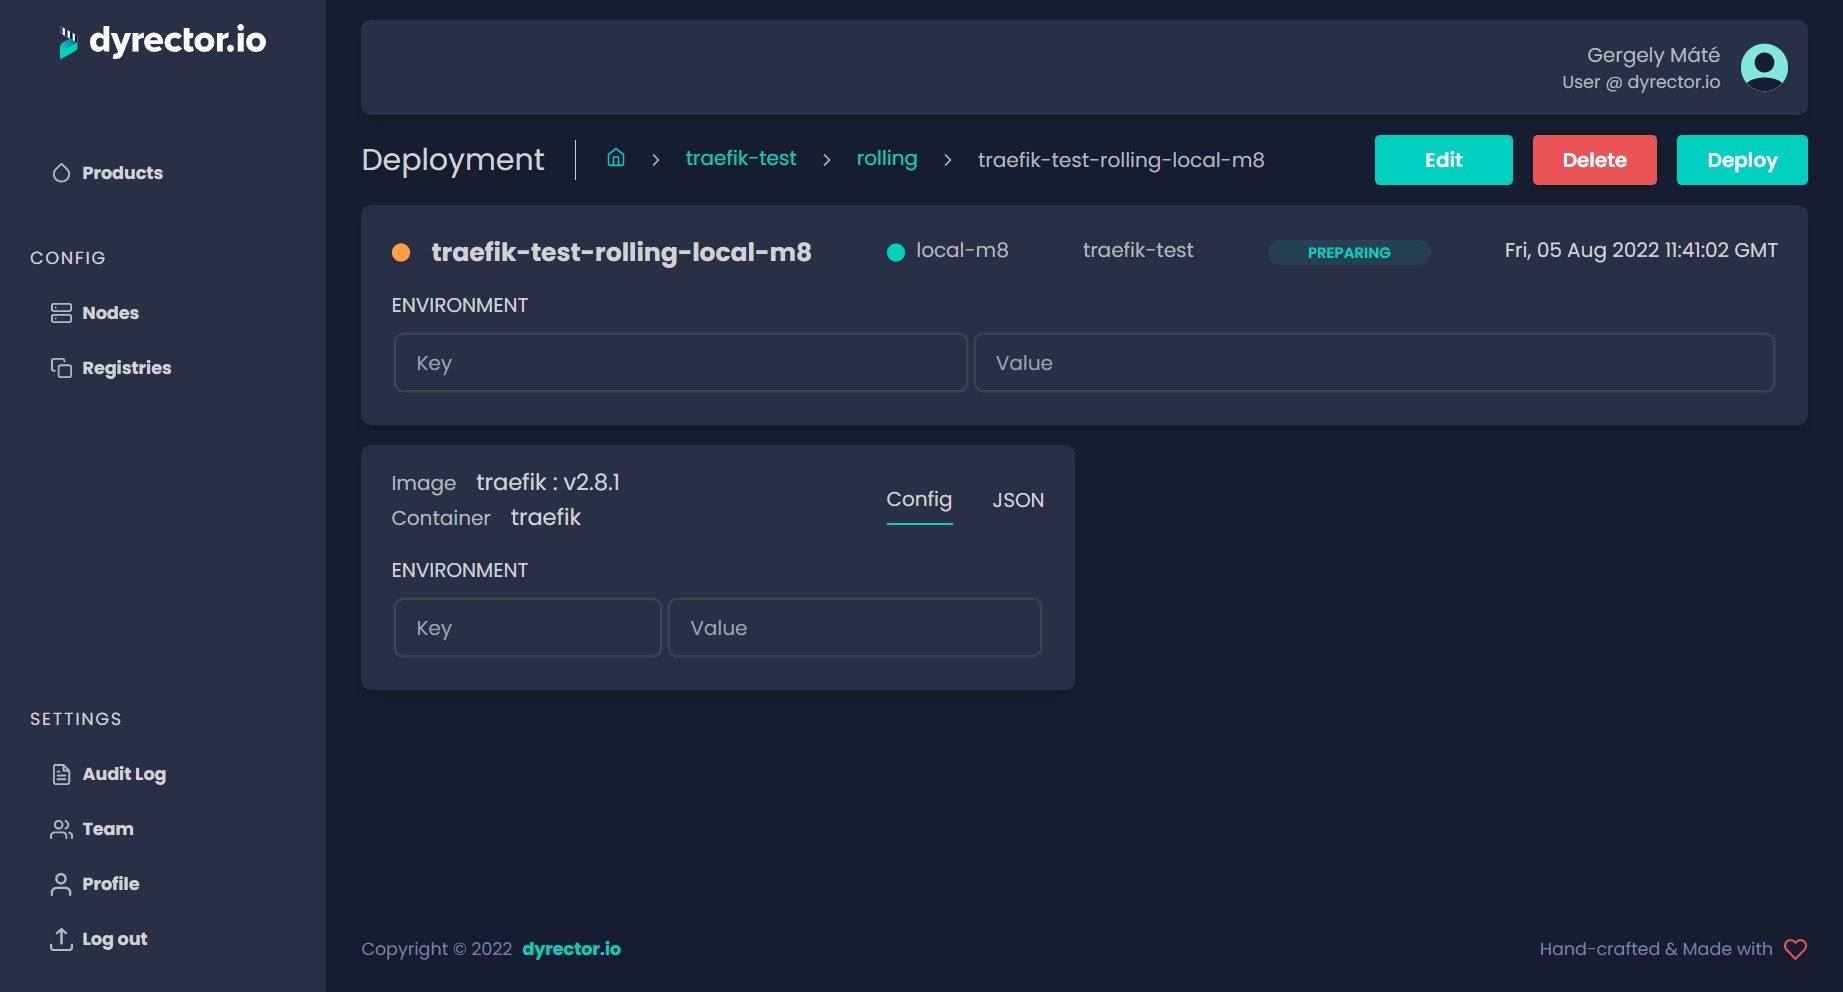 dyrector.io
Gergely Máté
User @ dyrector.io
Products
CONFIG
Nodes
Registries
SETTINGS
Audit Log
Team
Profile
Log out
Deployment
traefik-test
rolling
traefik-test-rolling-local-m8
Edit
Delete
Deploy
traefik-test-rolling-local-m8
local-m8
traefik-test
PREPARING
Fri, 05 Aug 2022 11:41:02 GMT
ENVIRONMENT
Key
Value
Image traefik : v2.8.1
Container traefik
Config
JSON
ENVIRONMENT
Key
Value
Copyright © 2022 dyrector.io
Hand-crafted & Made with